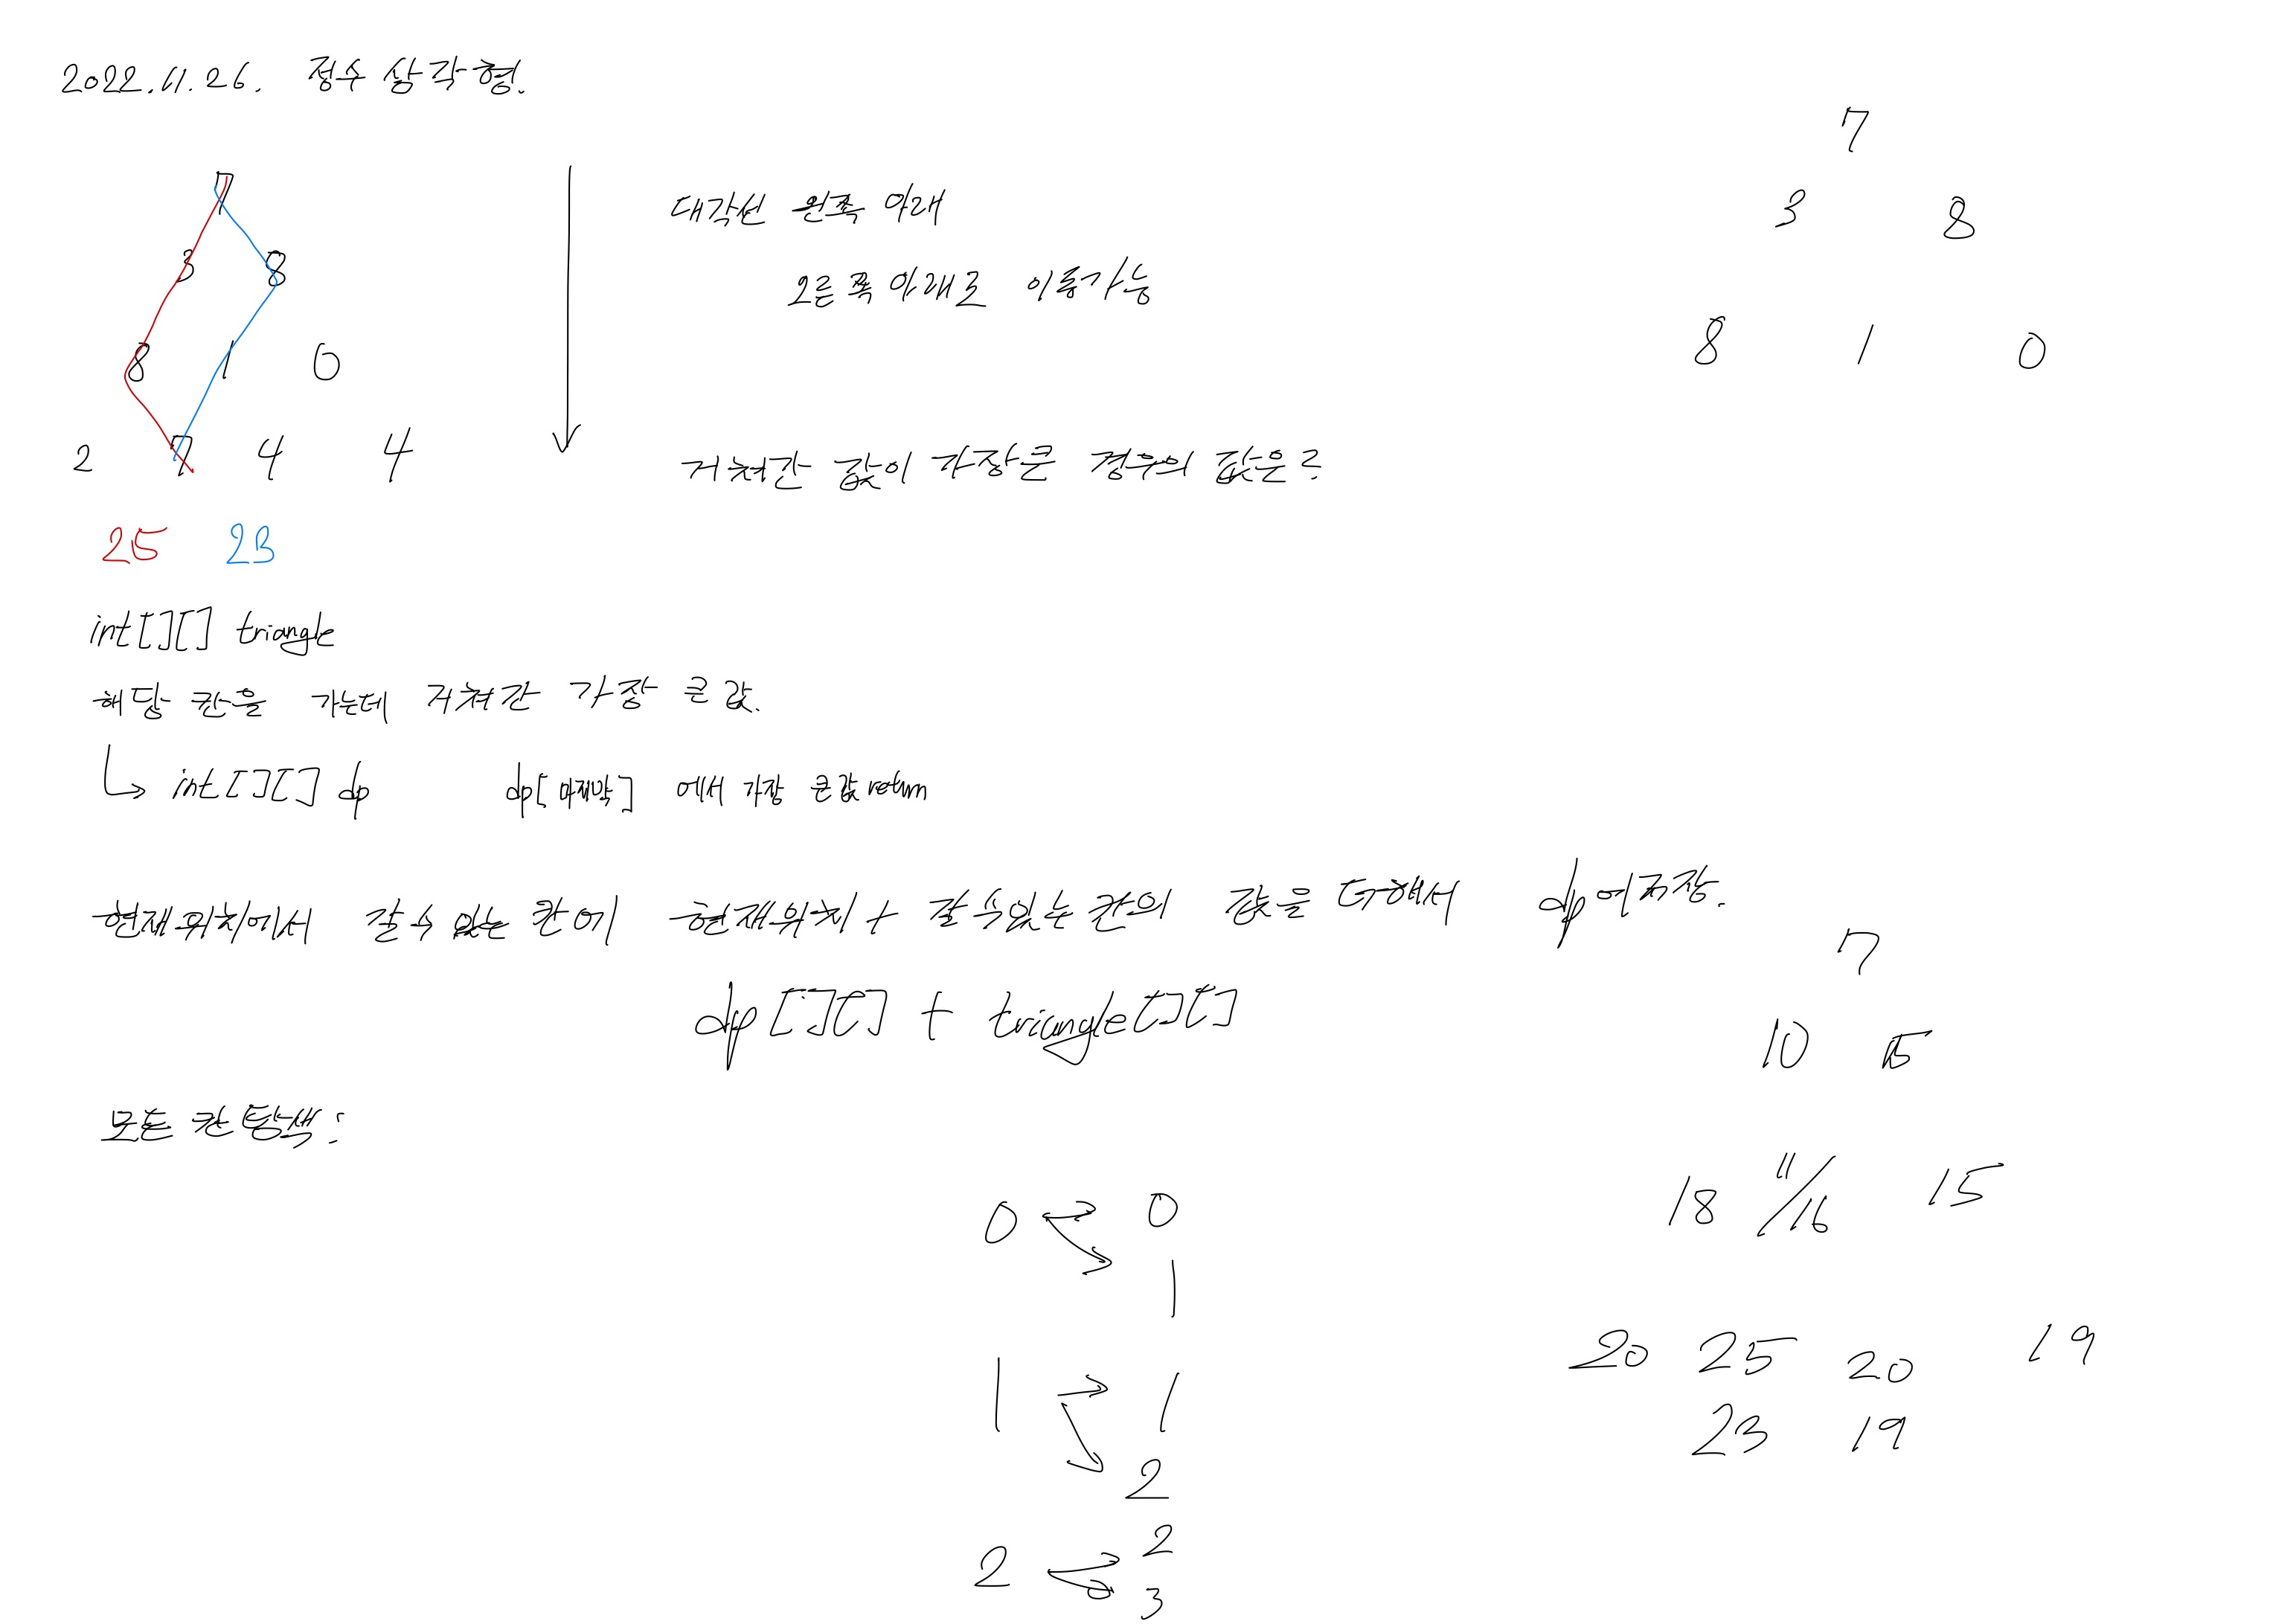 2022.11.26. 정수 삼각형.
7
3 8
8 1 0
2 7 4 4
25 23
대각선 왼쪽 아래
오른쪽 아래로 이동가능
거쳐간 값이 가장큰 경우의 값은?
7
3 8
8 1 0
int[][] triangle
해당 칸을 가는데 거쳐간 가장 큰 값.
int[][] dp dp[마지막] 에서 가장 큰 값 return
현재위치에서 갈 수 있는 칸에 현재위치 + 갈 수 있는 칸의 값을 더해서 dp에 저장.
dp[][] + triangle[][]
모든 칸 탐색:
0 0
1
1 1
2
2 2
3
7
10 15
18 11/16 15
20 25 20 19
23 19